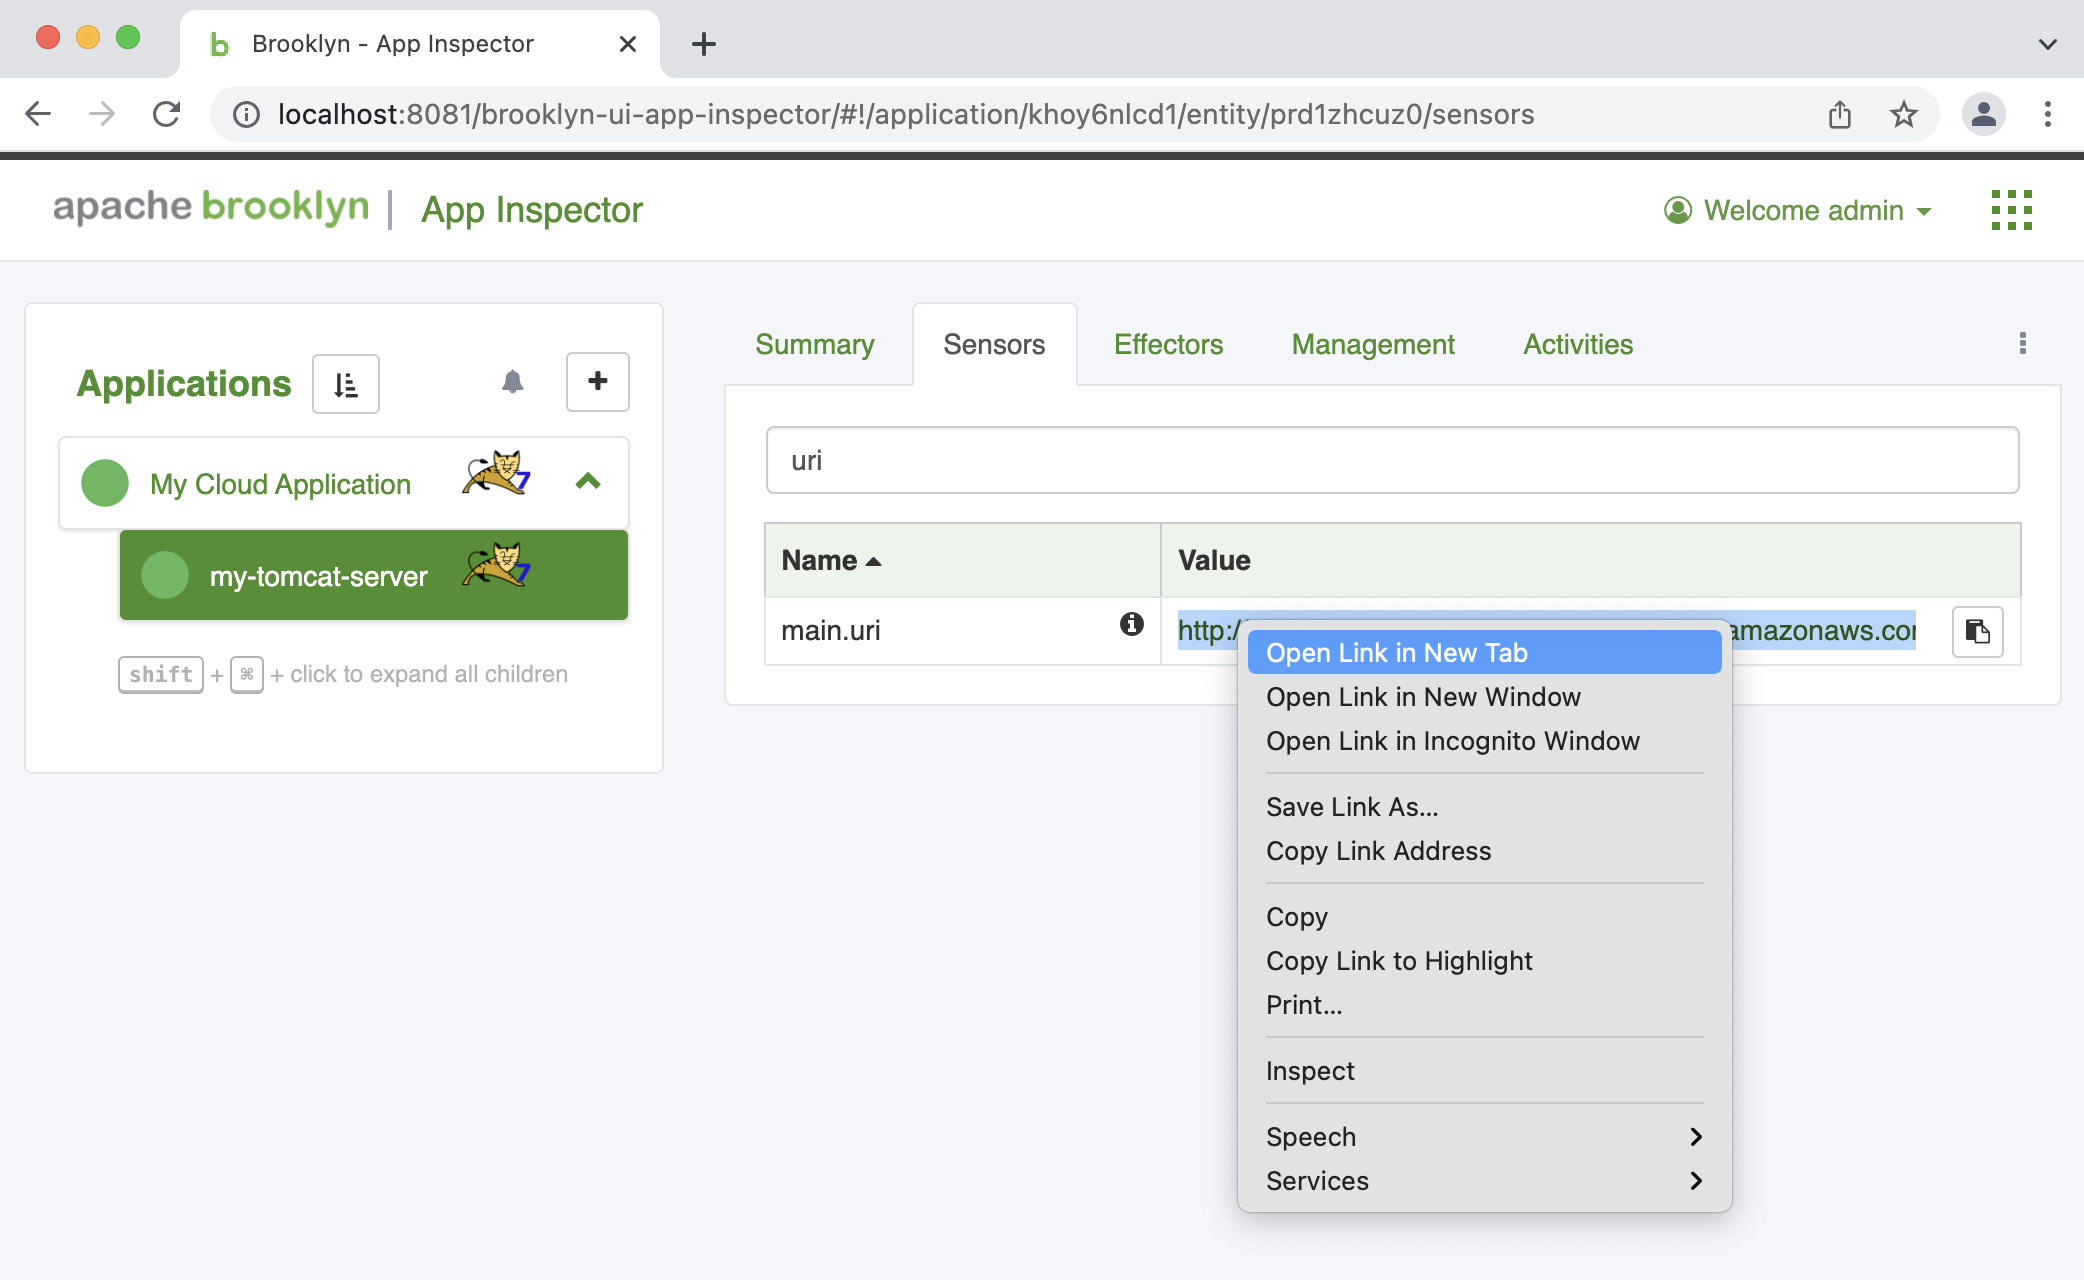 Brooklyn - App Inspector
localhost:8081/brooklyn-ui-app-inspector/#!/application/khoy6nlcd1/entity/prd1zhcuz0/sensors
apache brooklyn | App Inspector
Welcome admin
Applications
My Cloud Application
7
my-tomcat-server
7
shift + ⌘ + click to expand all children
Summary
Sensors
Effectors
Management
Activities
uri
Name
Value
main.uri
http:/
amazonaws.co
Open Link in New Tab
Open Link in New Window
Open Link in Incognito Window
Save Link As...
Copy Link Address
Copy
Copy Link to Highlight
Print...
Inspect
Speech
Services